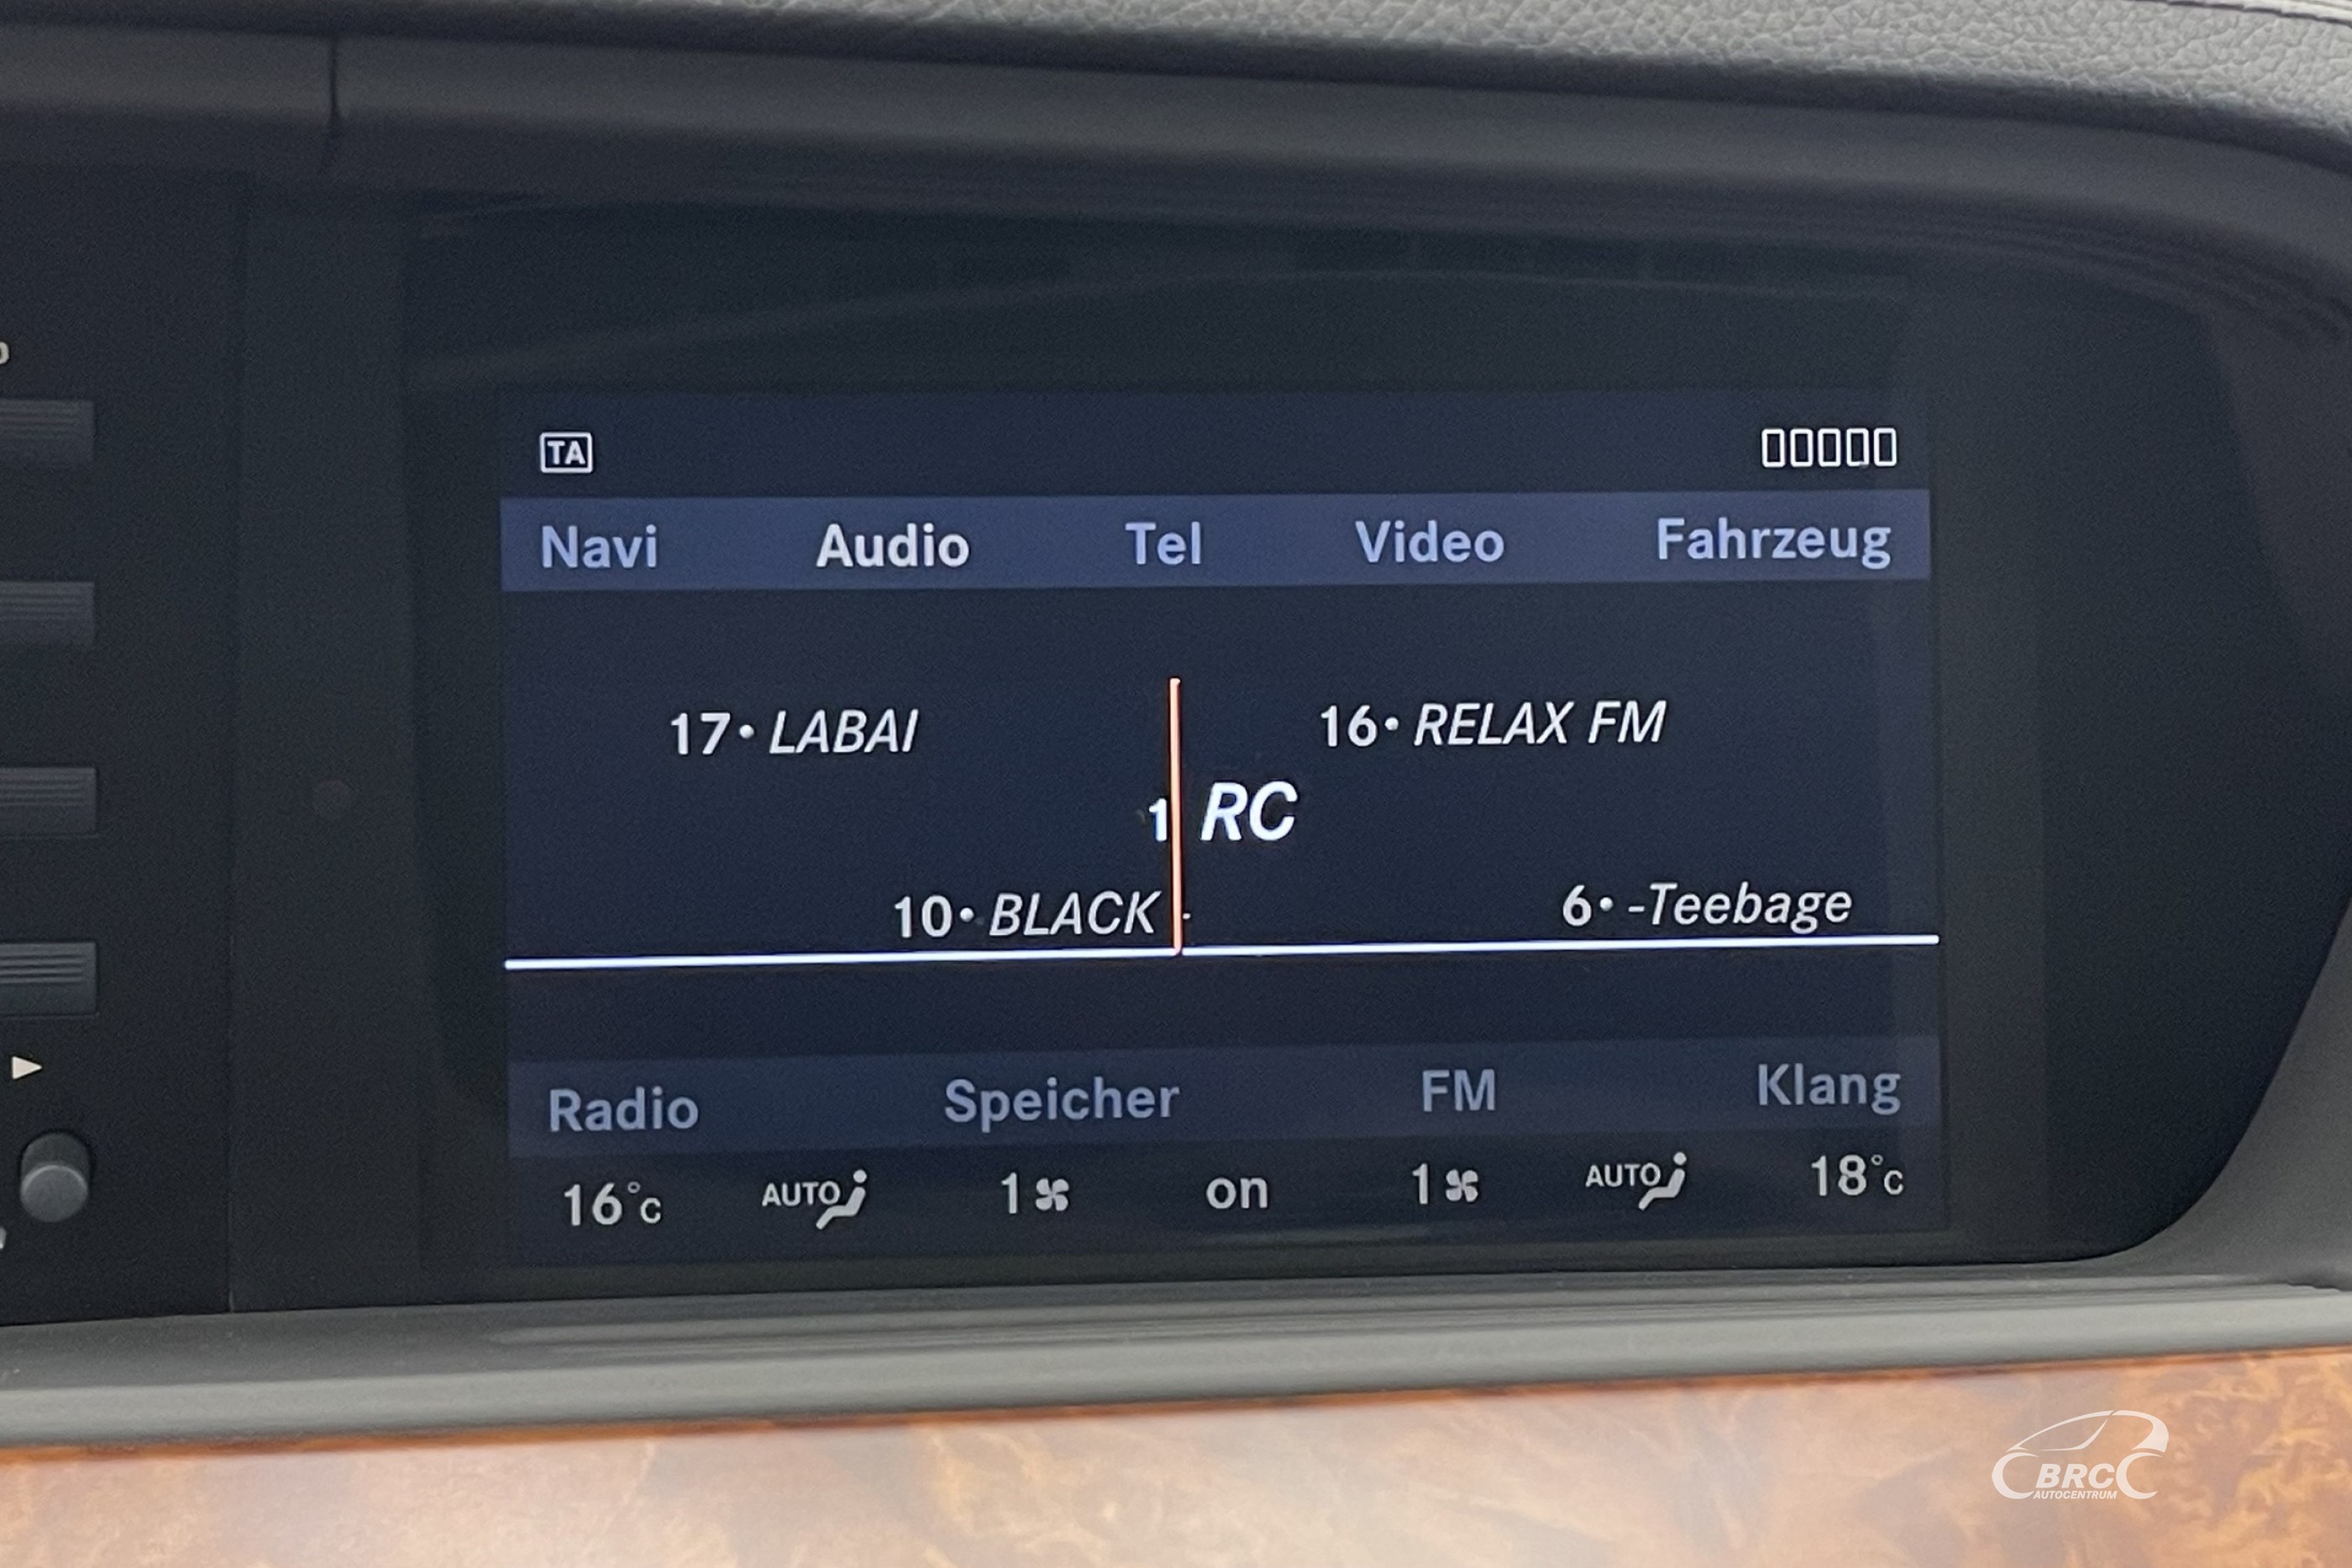 TA
Navi Audio Tel Video Fahrzeug
17• LABAI 16• RELAX FM
1 RC
10• BLACK 6• -Teebage
Radio Speicher FM Klang
16°C AUTO 1 on 1 AUTO 18°C
BRC
AUTOCENTRUM